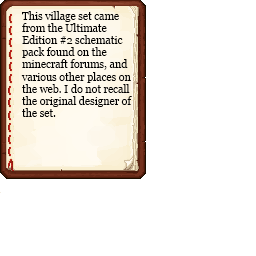 This village set came
from the Ultimate
Edition #2 schematic
pack found on the
minecraft forums, and
various other places on
the web. I do not recall
the original designer of
the set.